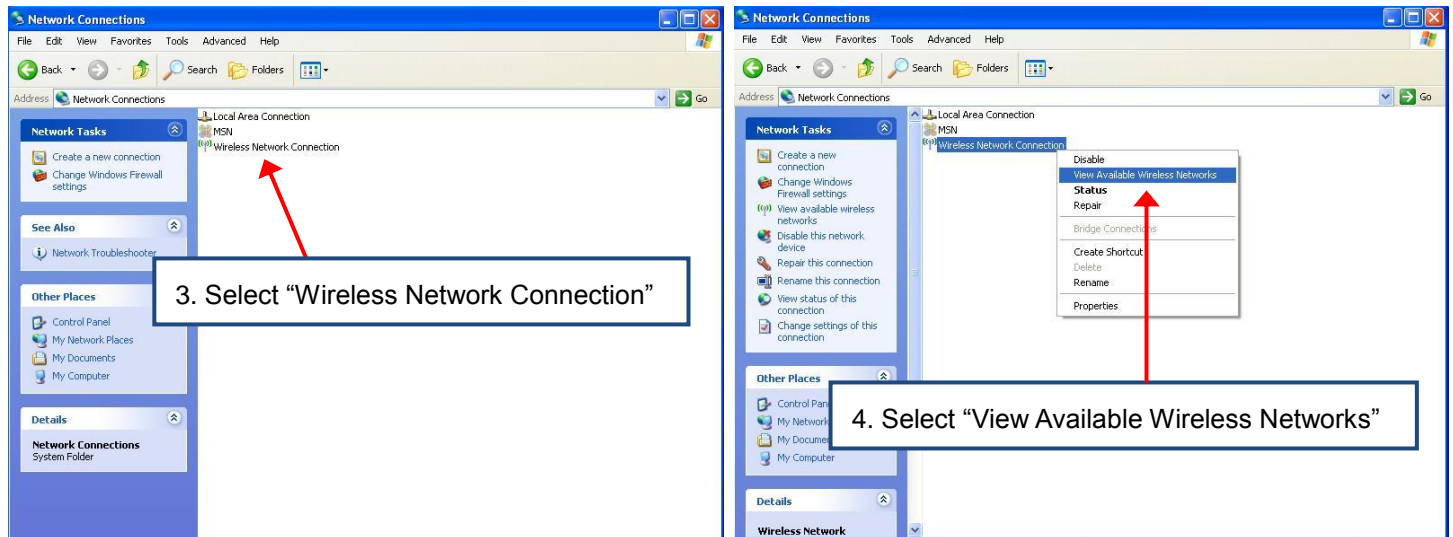 Network Connections
File Edit View Favorites Tools Advanced Help
Back Search Folders
Address Network Connections Go
Network Tasks
Create a new connection
Change Windows Firewall
settings
See Also
Network Troubleshooter
Other Places
Control Panel
My Network Places
My Documents
My Computer
Details
Network Connections
System Folder
Local Area Connection
MSN
Wireless Network Connection
3. Select “Wireless Network Connection”
Network Connections
File Edit View Favorites Tools Advanced Help
Back Search Folders
Address Network Connections Go
Network Tasks
Create a new
connection
Change Windows
Firewall settings
View available wireless
networks
Disable this network
device
Repair this connection
Rename this connection
View status of this
connection
Change settings of this
connection
Other Places
Control Pan
My Network
My Docume
My Computer
Details
Wireless Network
Local Area Connection
MSN
Wireless Network Connection
Disable
View Available Wireless Networks
Status
Repair
Bridge Connections
Create Shortcut
Delete
Rename
Properties
4. Select “View Available Wireless Networks”